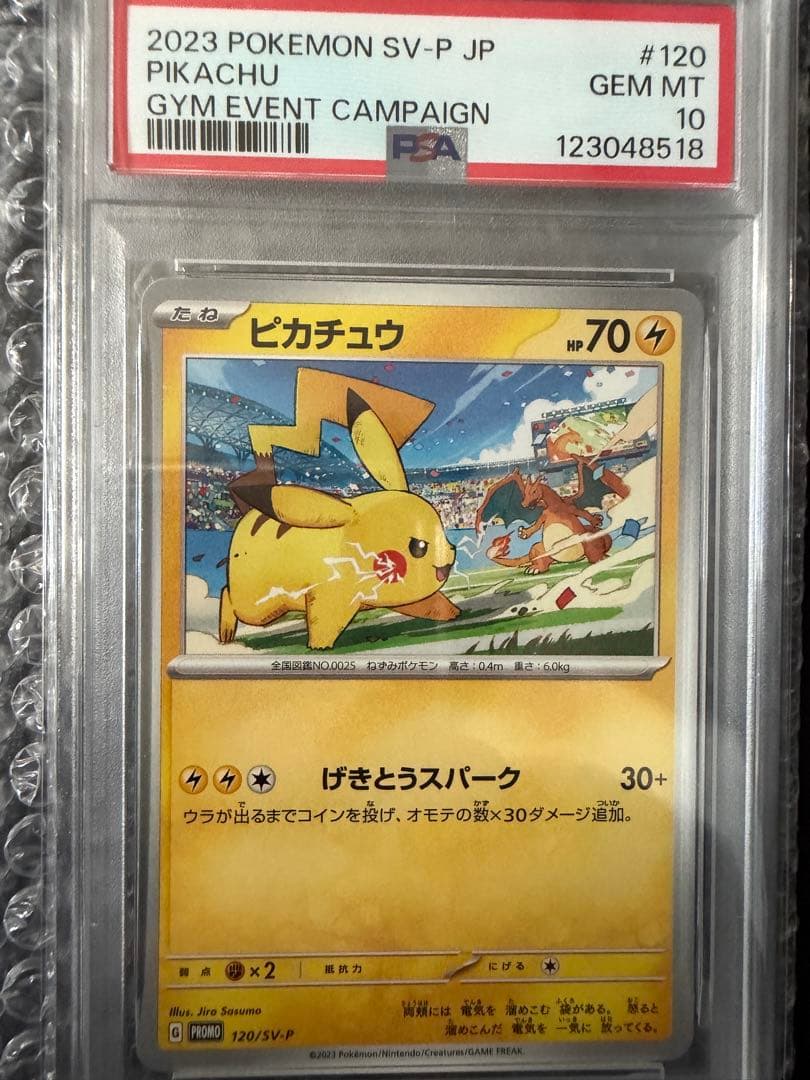 2023 POKEMON SV-P JP #120
PIKACHU GEM MT
GYM EVENT CAMPAIGN 10
PSA 123048518
たね ピカチュウ HP70
全国図鑑NO.0025 ねずみポケモン 高さ:0.4m 重さ:6.0kg
げきとうスパーク 30+
ウラが出るまでコインを投げ、オモテの数×30ダメージ追加。
弱点 ×2 抵抗力 にげる
Illus. Jiro Sasumo
両頬には 電気を 溜めこむ 袋がある。 怒ると
溜めこんだ 電気を 一気に 放ってくる。
G PROMO 120/SV-P
©2023 Pokémon/Nintendo/Creatures/GAME FREAK.